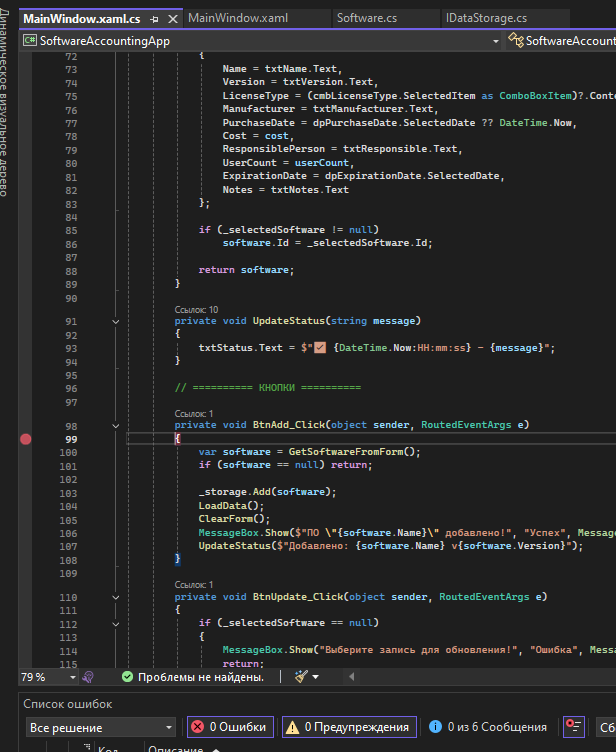 Динамическое визуальное дерево
MainWindow.xaml.cs MainWindow.xaml Software.cs IDataStorage.cs
C# SoftwareAccountingApp SoftwareAccount
72 {
73 Name = txtName.Text,
74 Version = txtVersion.Text,
75 LicenseType = (cmbLicenseType.SelectedItem as ComboBoxItem)?.Conte
76 Manufacturer = txtManufacturer.Text,
77 PurchaseDate = dpPurchaseDate.SelectedDate ?? DateTime.Now,
78 Cost = cost,
79 ResponsiblePerson = txtResponsible.Text,
80 UserCount = userCount,
81 ExpirationDate = dpExpirationDate.SelectedDate,
82 Notes = txtNotes.Text
83 };
84
85 if (_selectedSoftware != null)
86 software.Id = _selectedSoftware.Id;
87
88 return software;
89 }
90
Ссылок: 10
91 private void UpdateStatus(string message)
92 {
93 txtStatus.Text = $"✅ {DateTime.Now:HH:mm:ss} - {message}";
94 }
95
96 // ========== КНОПКИ ==========
97
Ссылок: 1
98 private void BtnAdd_Click(object sender, RoutedEventArgs e)
99 {
100 var software = GetSoftwareFromForm();
101 if (software == null) return;
102
103 _storage.Add(software);
104 LoadData();
105 ClearForm();
106 MessageBox.Show($"ПО \"{software.Name}\" добавлено!", "Успех", Messa
107 UpdateStatus($"Добавлено: {software.Name} v{software.Version}");
108 }
109
Ссылок: 1
110 private void BtnUpdate_Click(object sender, RoutedEventArgs e)
111 {
112 if (_selectedSoftware == null)
113 {
114 MessageBox.Show("Выберите запись для обновления!", "Ошибка", Mes
115 return;
79 % Проблемы не найдены.
Список ошибок
Все решение 0 Ошибки 0 Предупреждения 0 из 6 Сообщения Сб
Код Описание